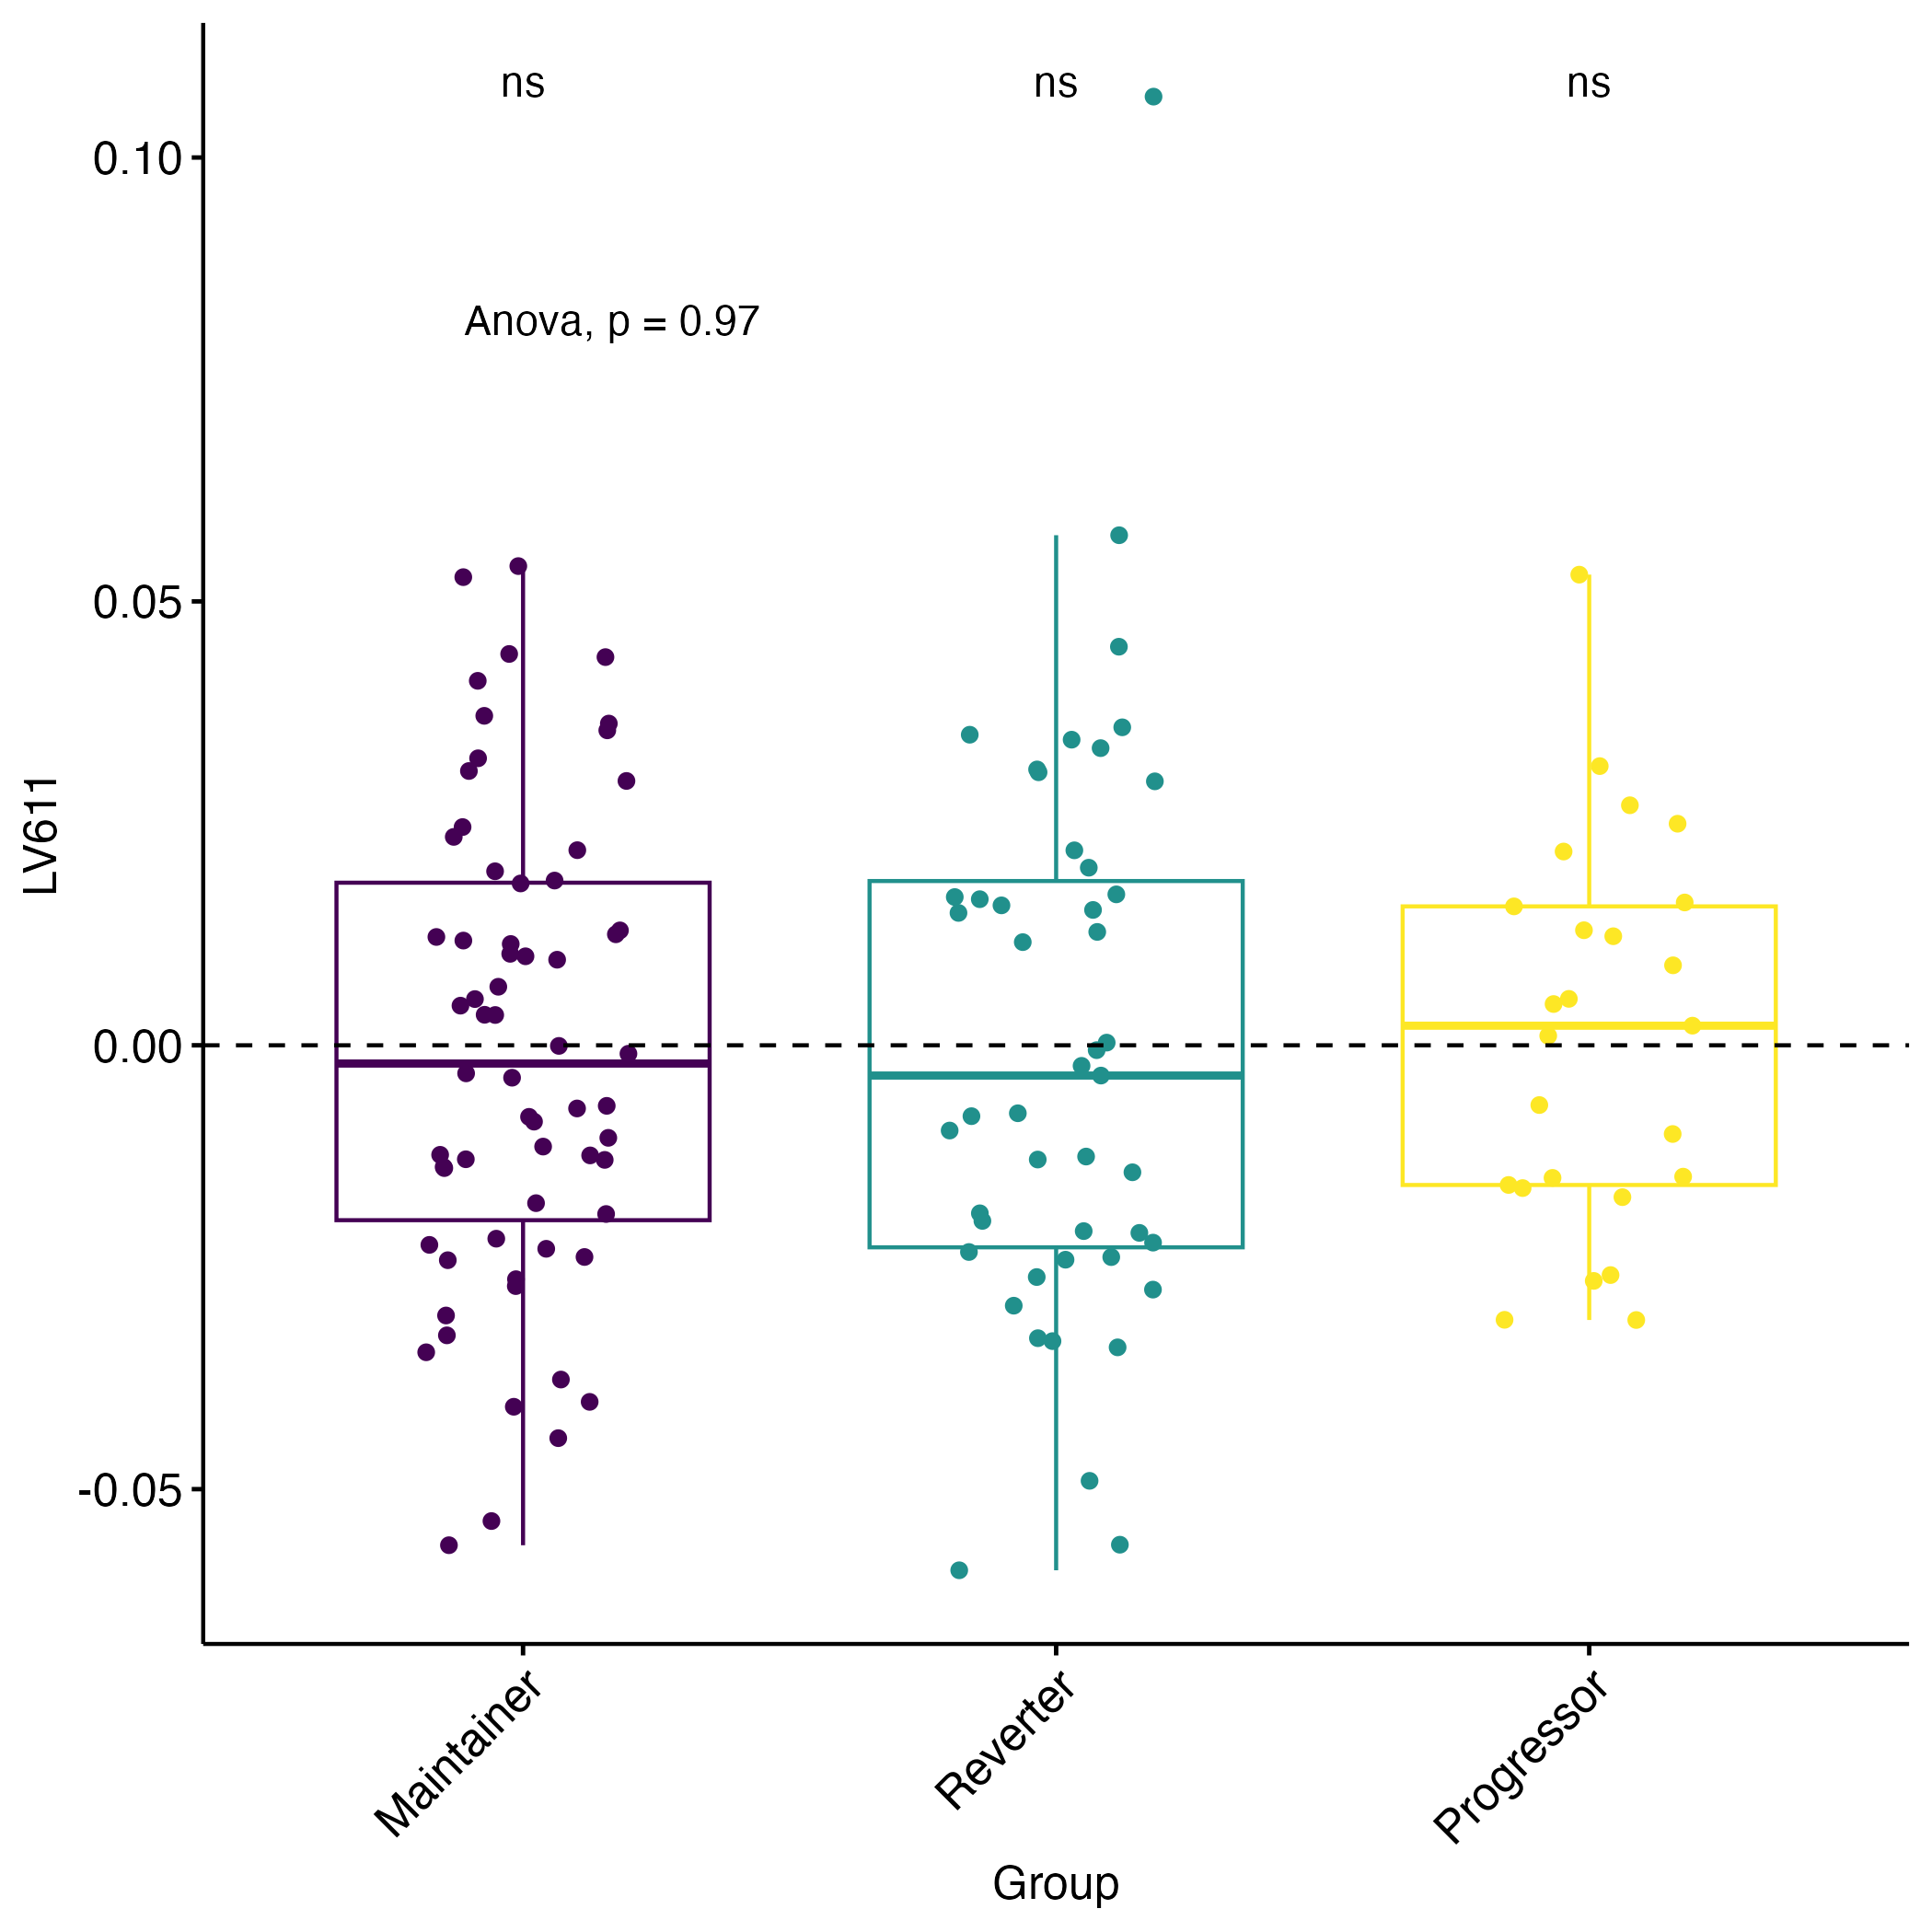 ns ns ns
Anova, p = 0.97
0.10
0.05
0.00
-0.05
LV611
Maintainer
Reverter
Progressor
Group